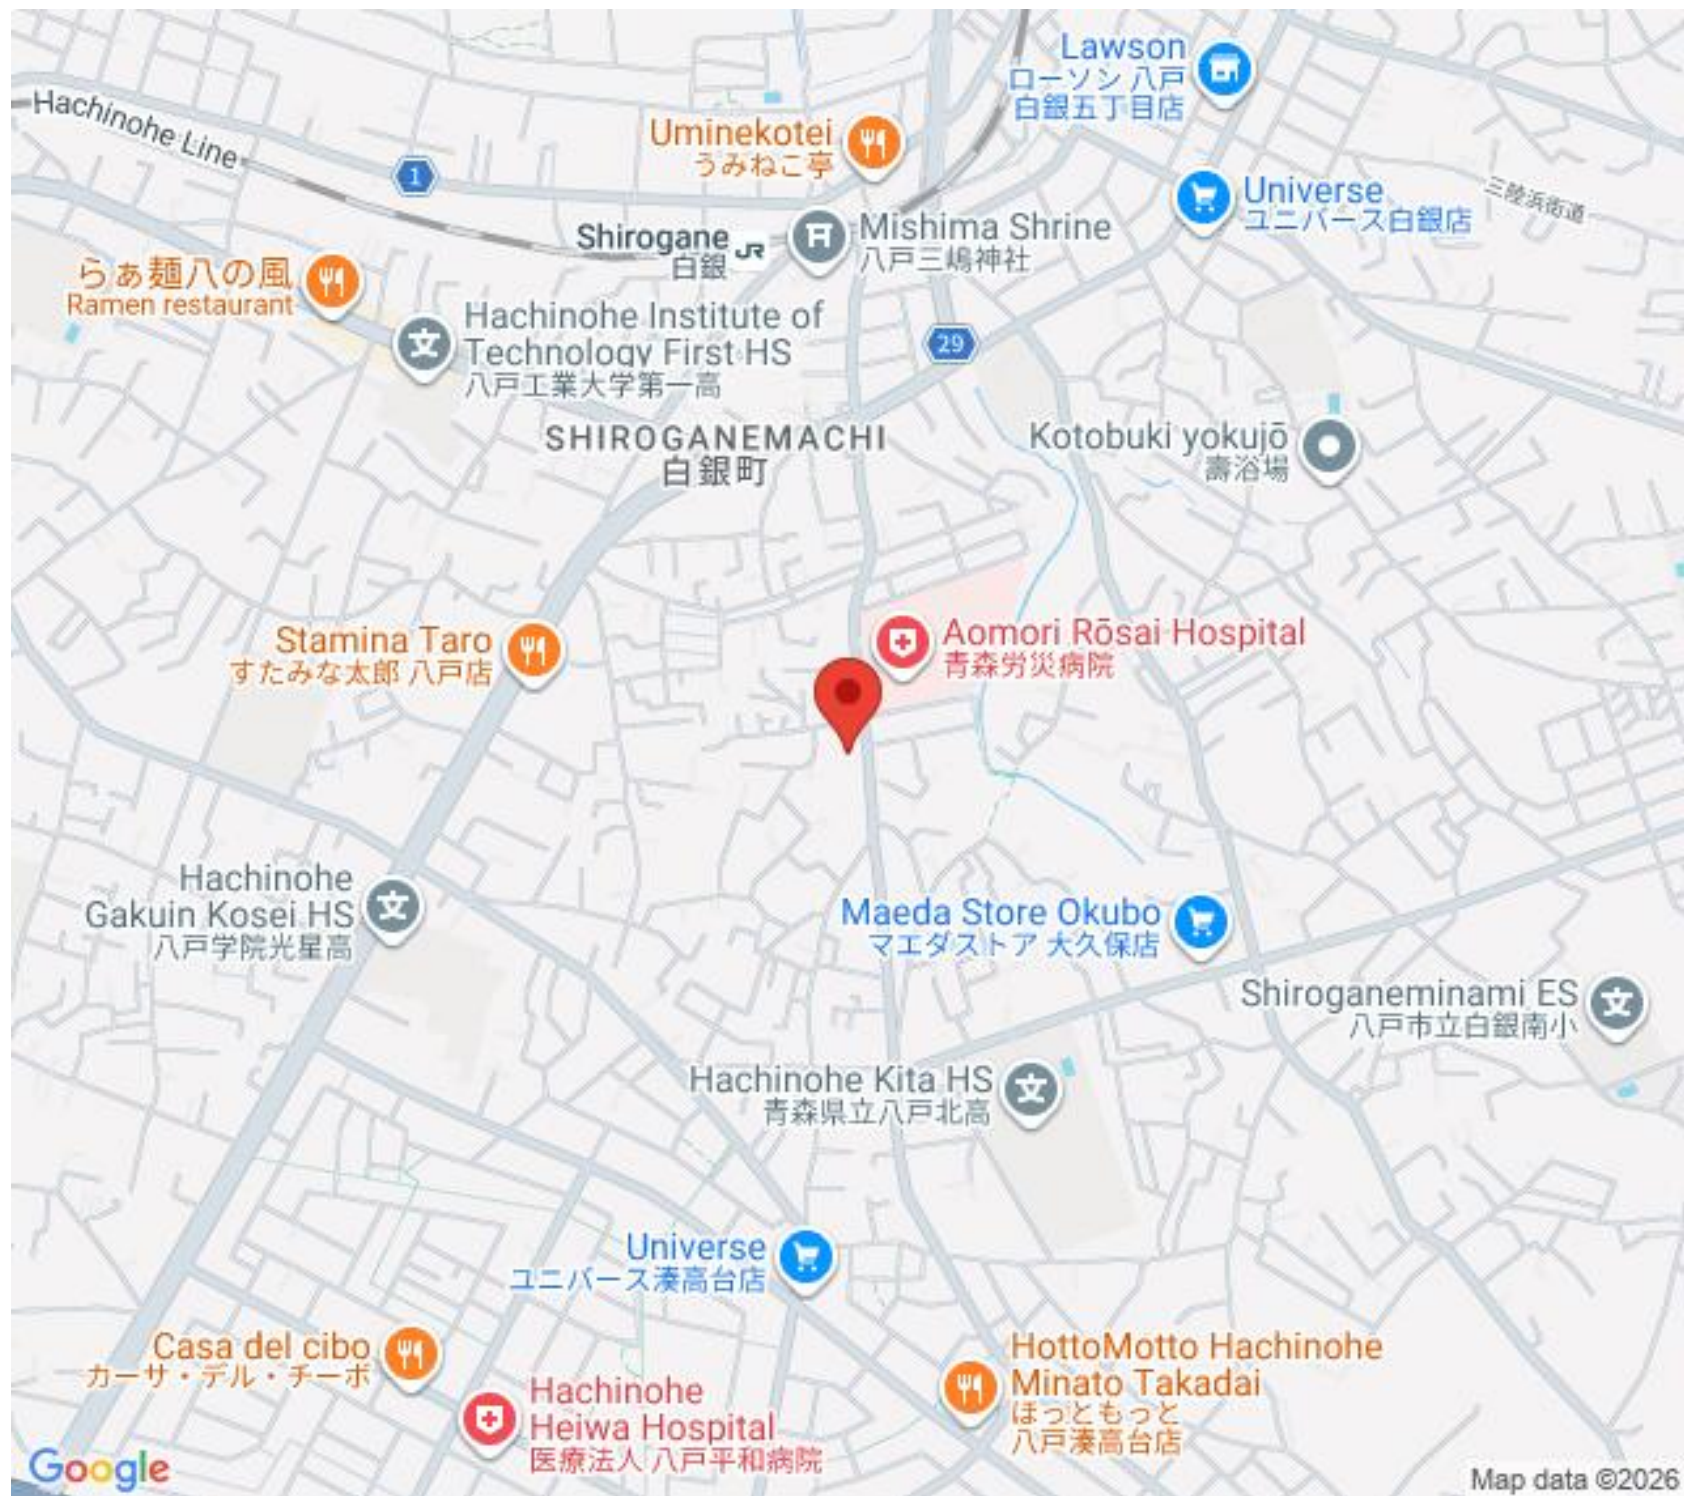 Lawson
ローソン 八戸
白銀五丁目店
Hachinohe Line
Uminekotei
うみねこ亭
1
Universe
ユニバース白銀店
三陸浜街道
Shirogane
白銀
JR
Mishima Shrine
八戸三嶋神社
らぁ麺八の風
Ramen restaurant
Hachinohe Institute of
Technology First HS
八戸工業大学第一高
29
SHIROGANEMACHI
白銀町
Kotobuki yokujō
壽浴場
Stamina Taro
すたみな太郎 八戸店
Aomori Rōsai Hospital
青森労災病院
Hachinohe
Gakuin Kosei HS
八戸学院光星高
Maeda Store Okubo
マエダストア 大久保店
Shiroganeminami ES
八戸市立白銀南小
Hachinohe Kita HS
青森県立八戸北高
Universe
ユニバース湊高台店
Casa del cibo
カーサ・デル・チーボ
HottoMotto Hachinohe
Minato Takadai
ほっともっと
八戸湊高台店
Hachinohe
Heiwa Hospital
医療法人 八戸平和病院
Google
Map data ©2026